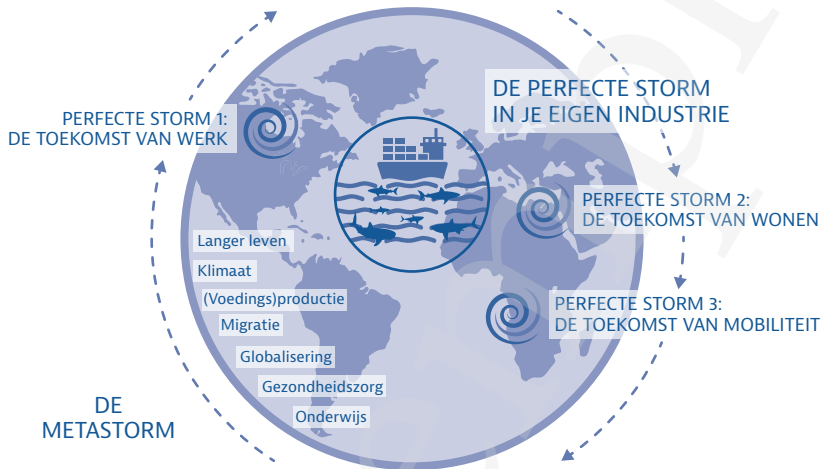 DE PERFECTE STORM
IN JE EIGEN INDUSTRIE
PERFECTE STORM 1:
DE TOEKOMST VAN WERK
PERFECTE STORM 2:
DE TOEKOMST VAN WONEN
Langer leven
Klimaat
(Voedings)productie
Migratie
Globalisering
Gezondheidszorg
Onderwijs
PERFECTE STORM 3:
DE TOEKOMST VAN MOBILITEIT
DE
METASTORM